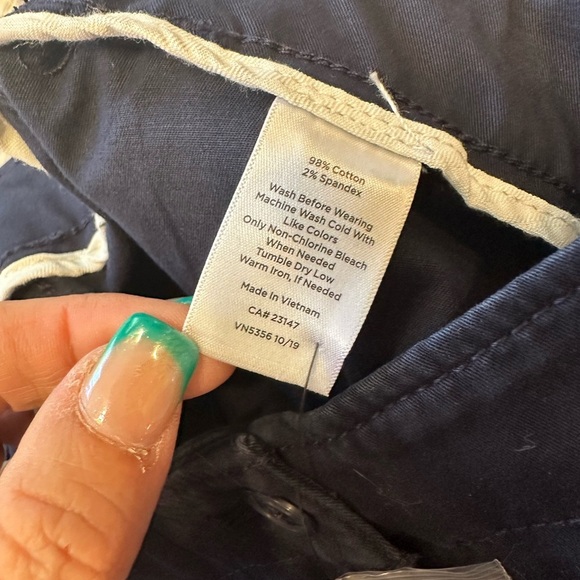 98% Cotton
2% Spandex
Wash Before Wearing
Machine Wash Cold With
Like Colors
Only Non-Chlorine Bleach
When Needed
Tumble Dry Low
Warm Iron, If Needed
Made in Vietnam
CA# 23147
VN5356 10/19